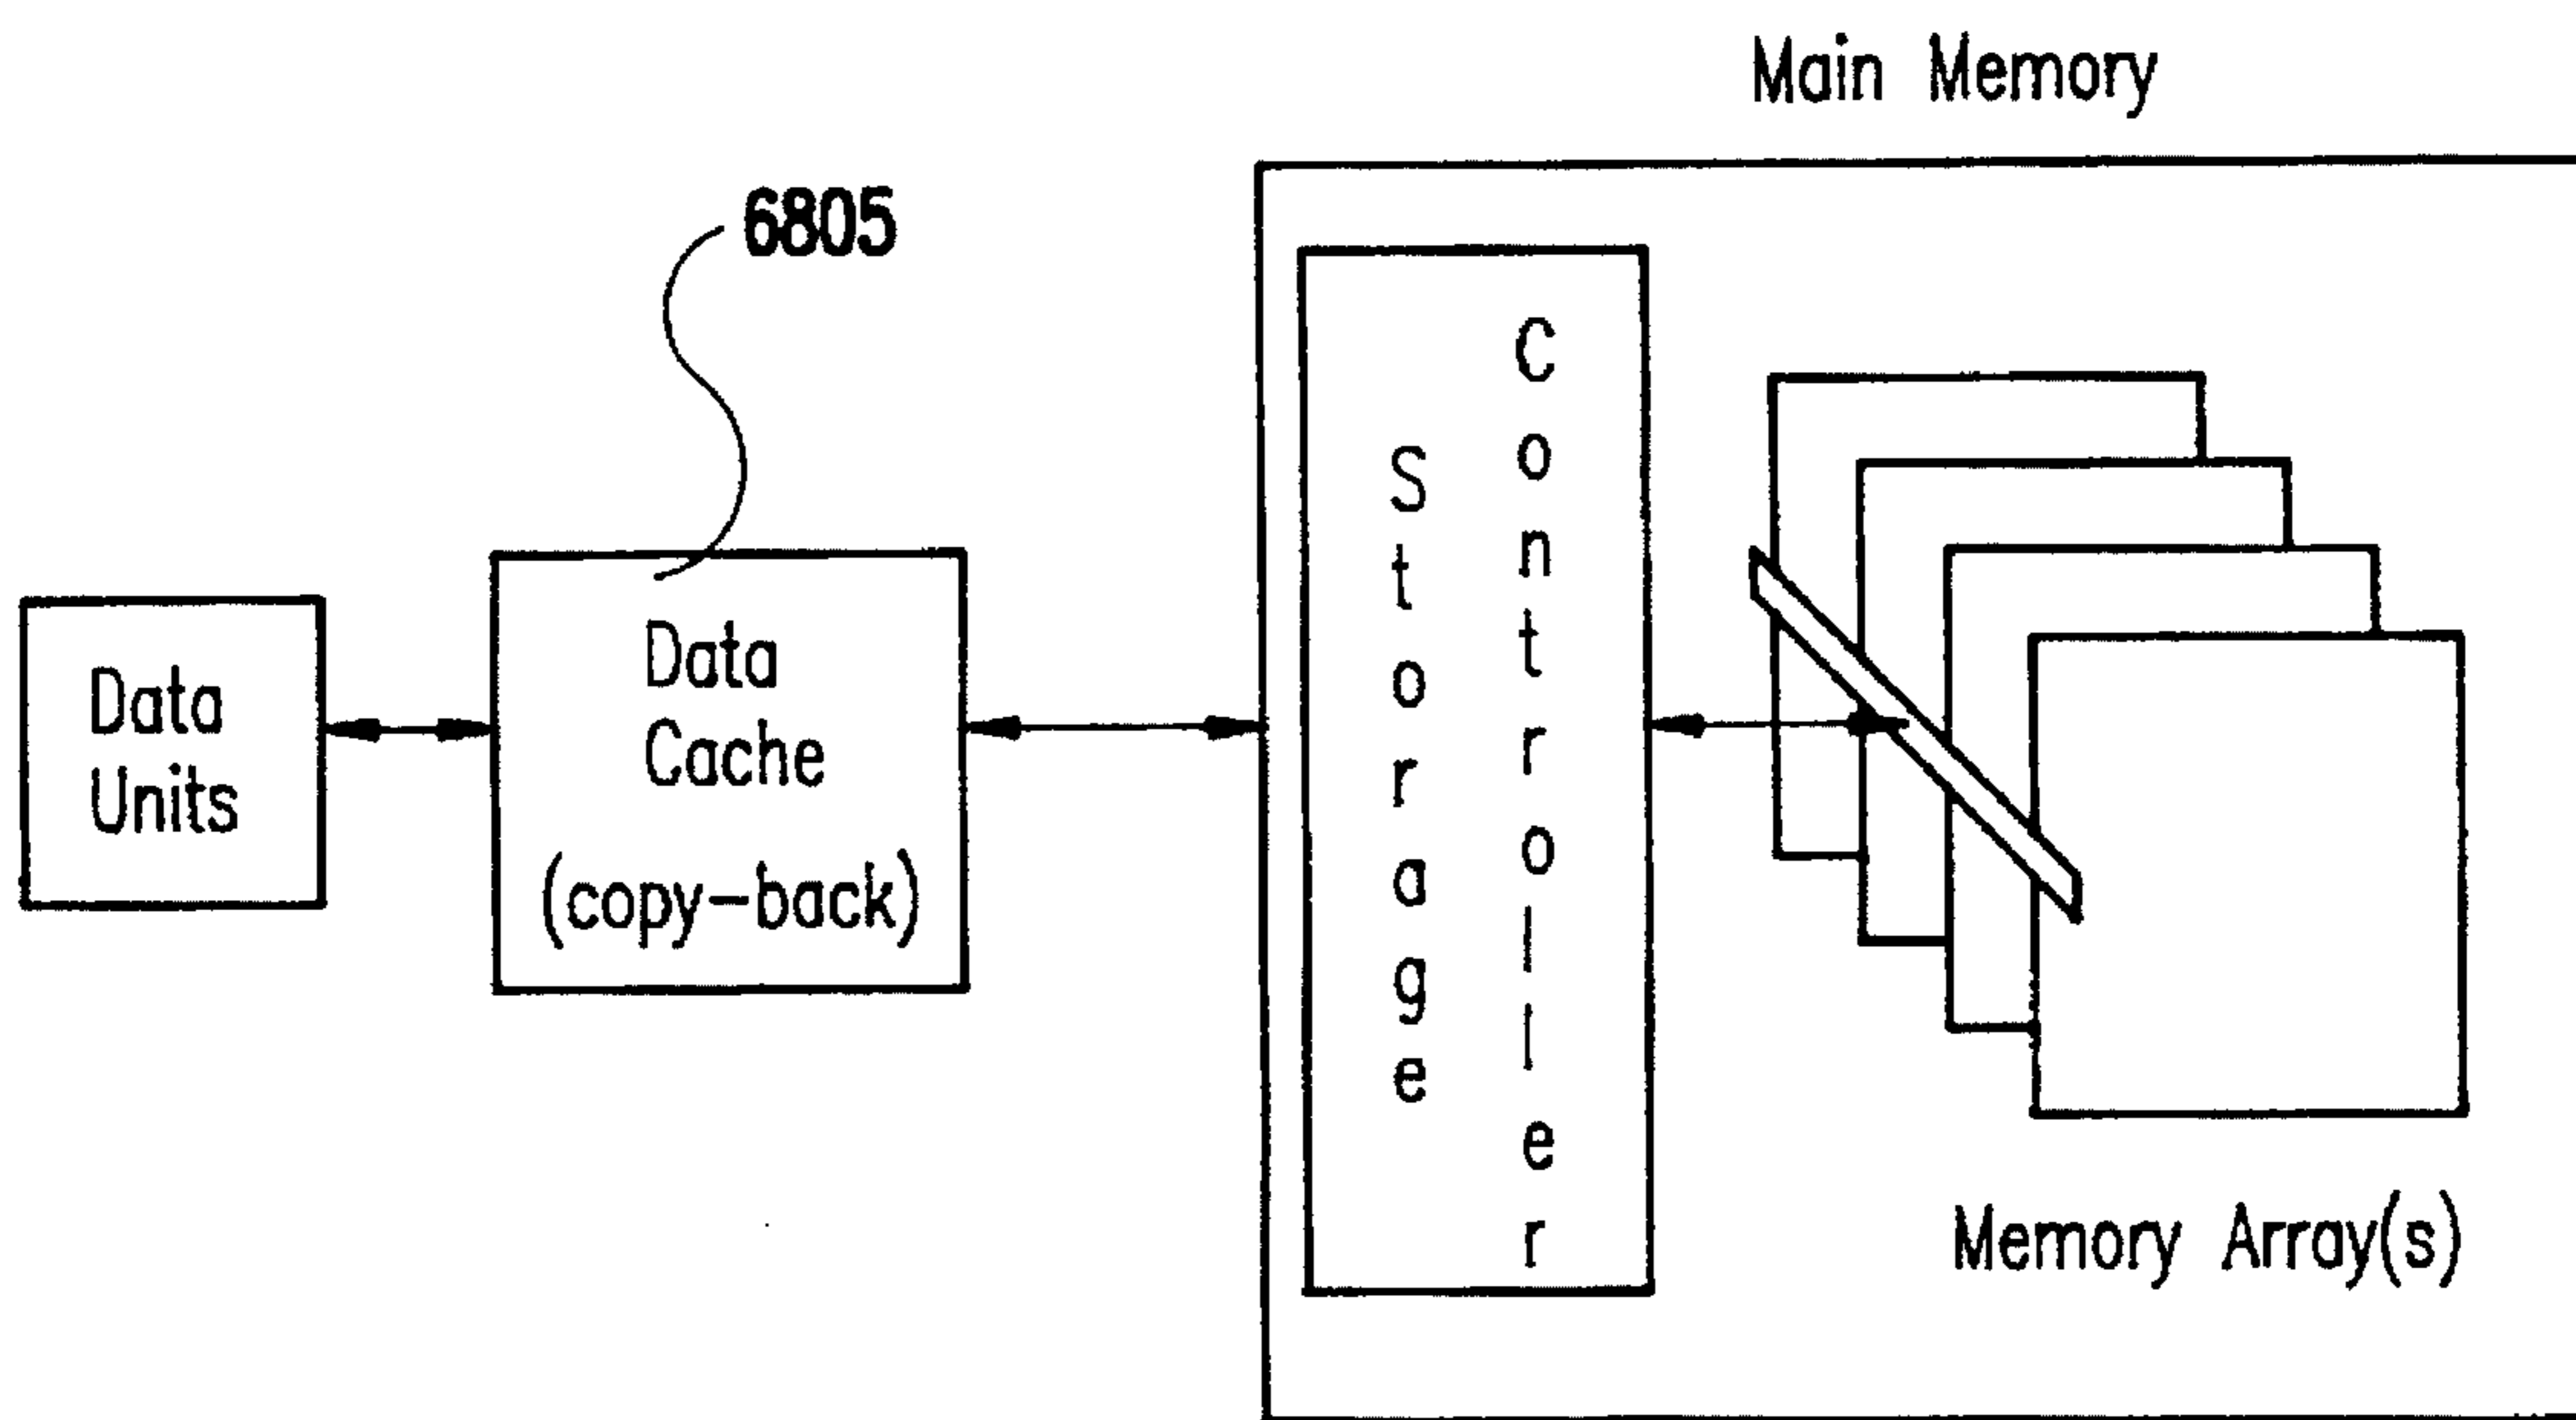 Main Memory
6805
Data
Units
Data
Cache
(copy-back)
Storage
Controller
Memory Array(s)